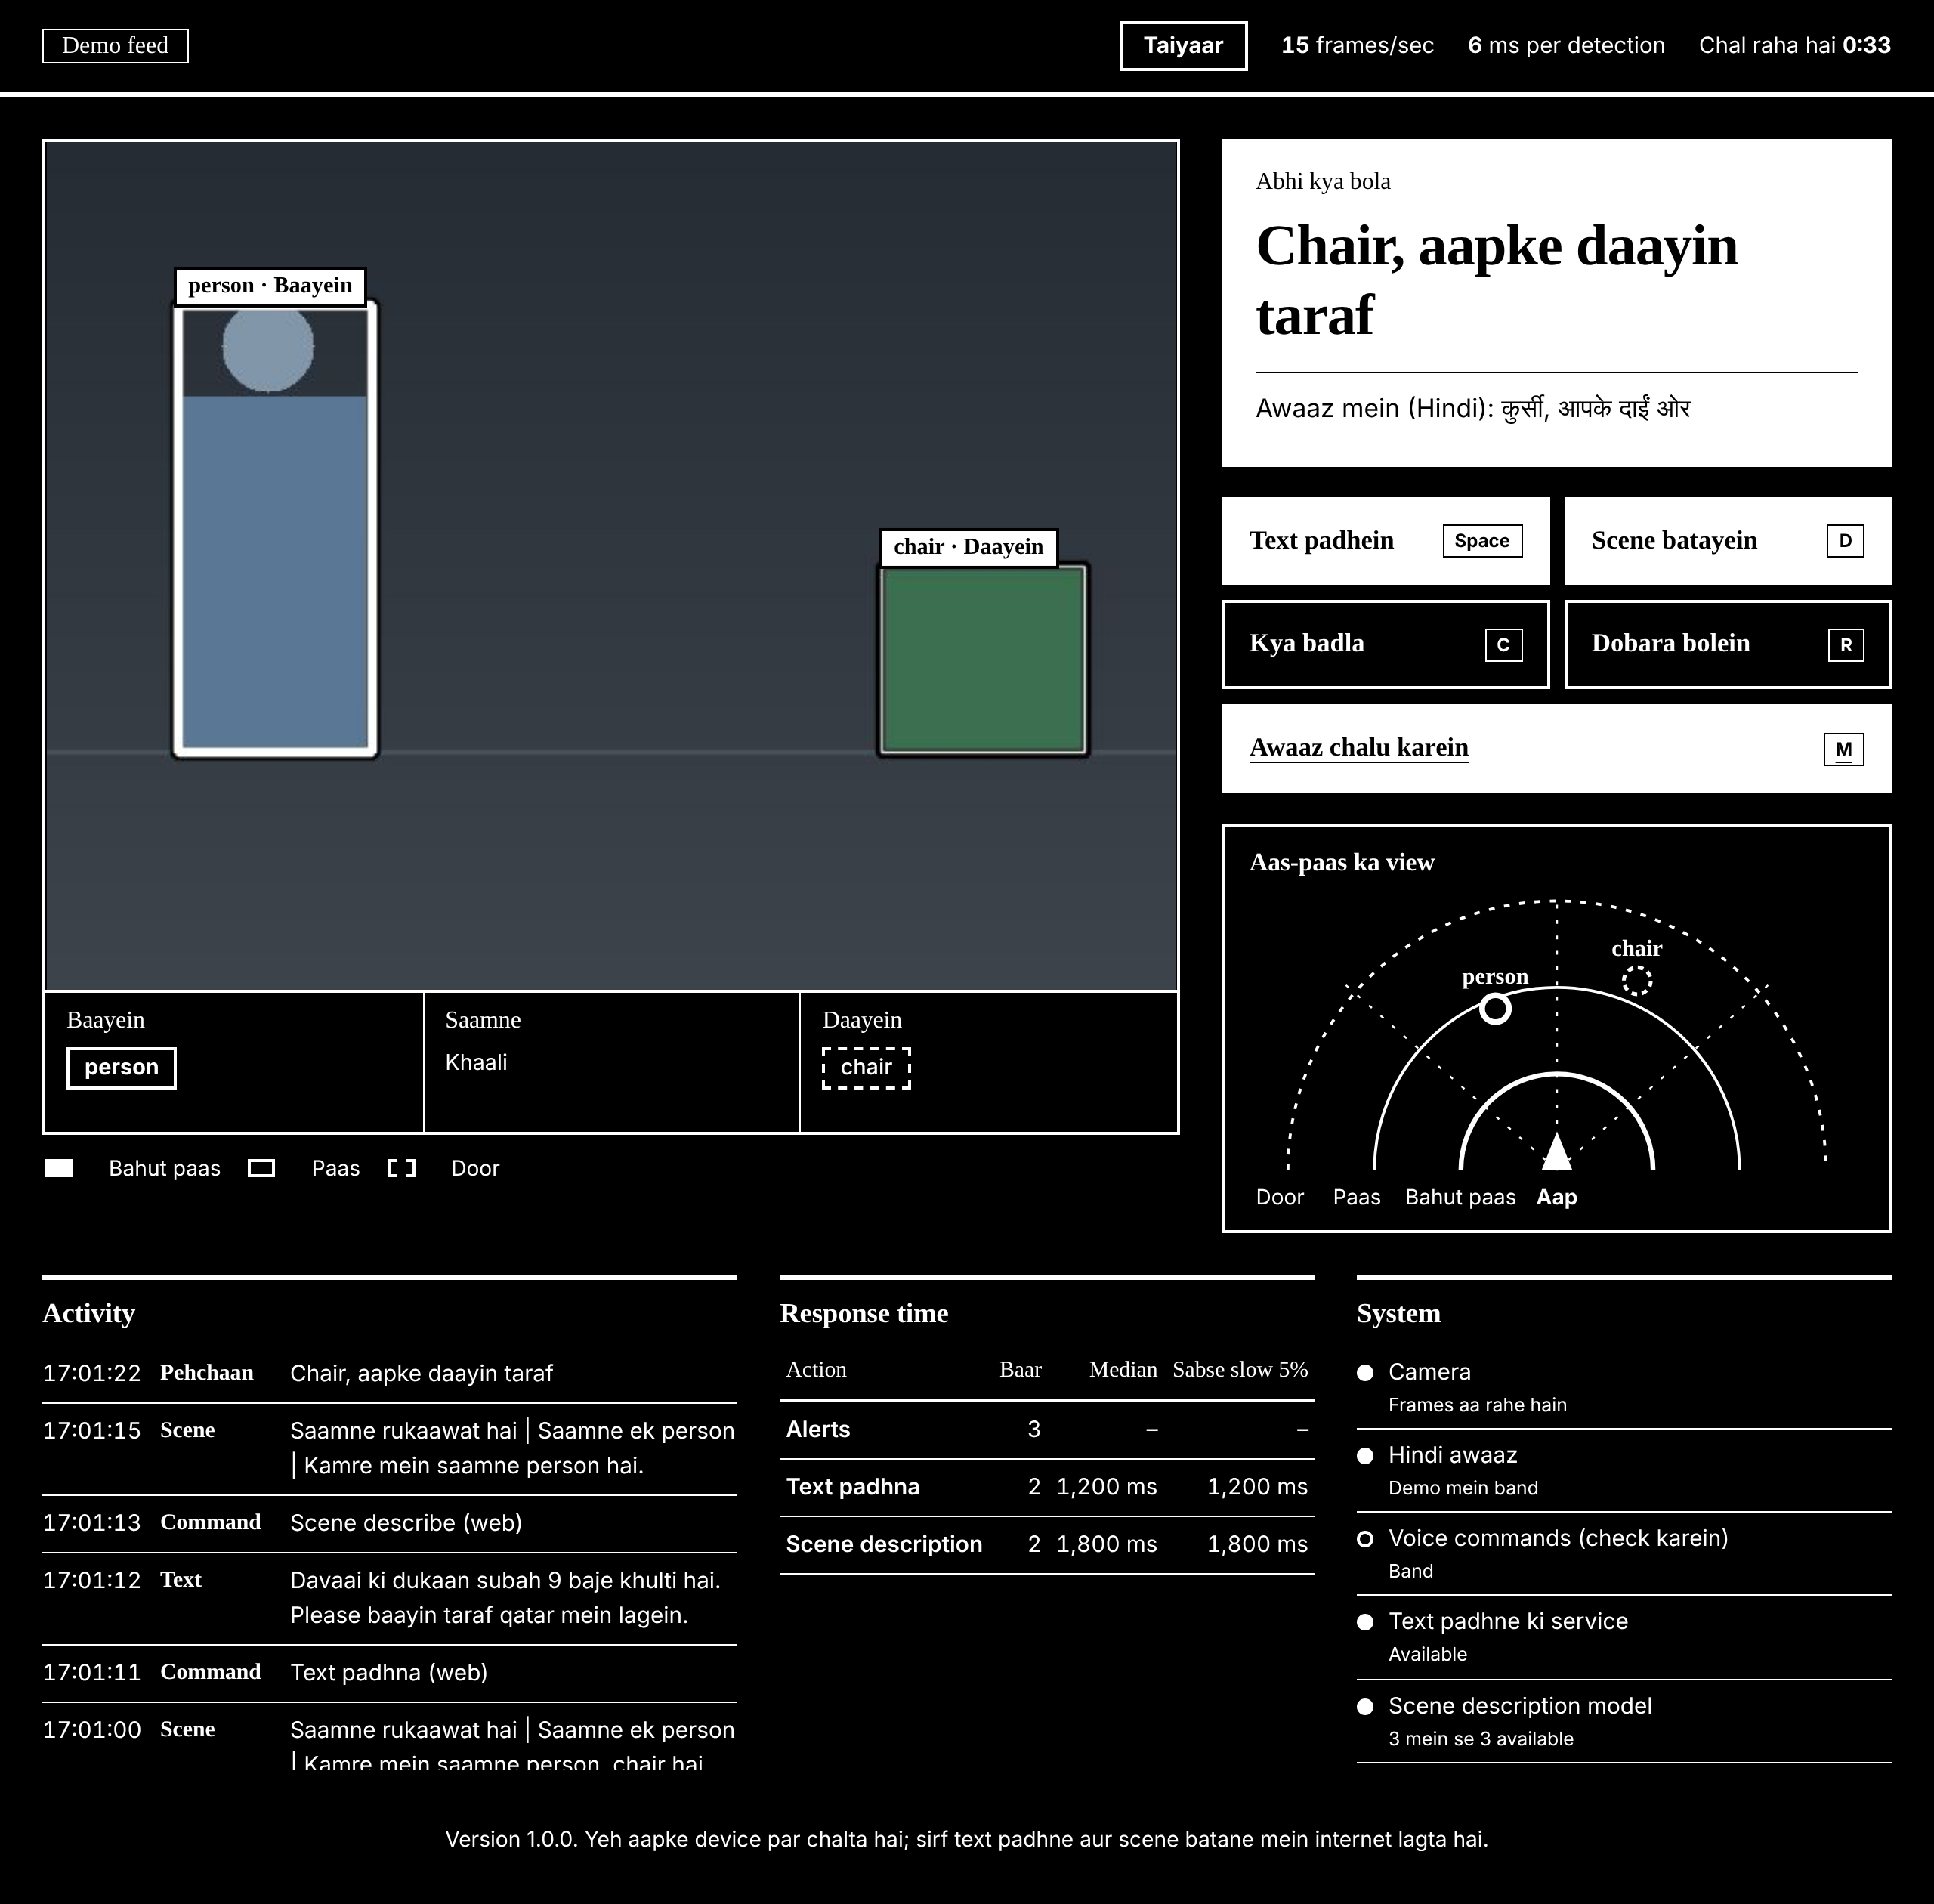 Demo feed
Taiyaar
15 frames/sec
6 ms per detection
Chal raha hai 0:33
person · Baayein
chair · Daayein
Baayein
person
Saamne
Khaali
Daayein
chair
Bahut paas
Paas
Door
Abhi kya bola
Chair, aapke daayin
taraf
Awaaz mein (Hindi): कुर्सी, आपके दाईं ओर
Text padhein Space
Scene batayein D
Kya badla C
Dobara bolein R
Awaaz chalu karein M
Aas-paas ka view
chair
person
Door Paas Bahut paas Aap
Activity
17:01:22 Pehchaan Chair, aapke daayin taraf
17:01:15 Scene Saamne rukaawat hai | Saamne ek person
| Kamre mein saamne person hai.
17:01:13 Command Scene describe (web)
17:01:12 Text Davaai ki dukaan subah 9 baje khulti hai.
Please baayin taraf qatar mein lagein.
17:01:11 Command Text padhna (web)
17:01:00 Scene Saamne rukaawat hai | Saamne ek person
| Kamre mein saamne person, chair hai
Response time
Action Baar Median Sabse slow 5%
Alerts 3 – –
Text padhna 2 1,200 ms 1,200 ms
Scene description 2 1,800 ms 1,800 ms
System
Camera
Frames aa rahe hain
Hindi awaaz
Demo mein band
Voice commands (check karein)
Band
Text padhne ki service
Available
Scene description model
3 mein se 3 available
Version 1.0.0. Yeh aapke device par chalta hai; sirf text padhne aur scene batane mein internet lagta hai.